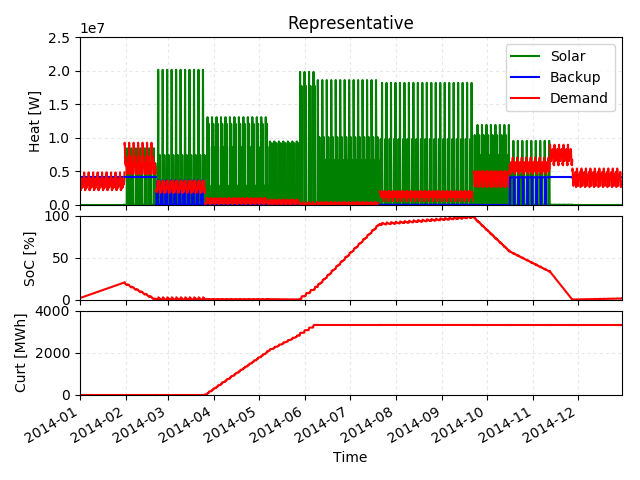 Representative
1e7
2.5
2.0
1.5
1.0
0.5
0.0
Heat [W]
Solar
Backup
Demand
100
50
0
SoC [%]
4000
2000
0
Curt [MWh]
2014-01
2014-02
2014-03
2014-04
2014-05
2014-06
2014-07
2014-08
2014-09
2014-10
2014-11
2014-12
Time